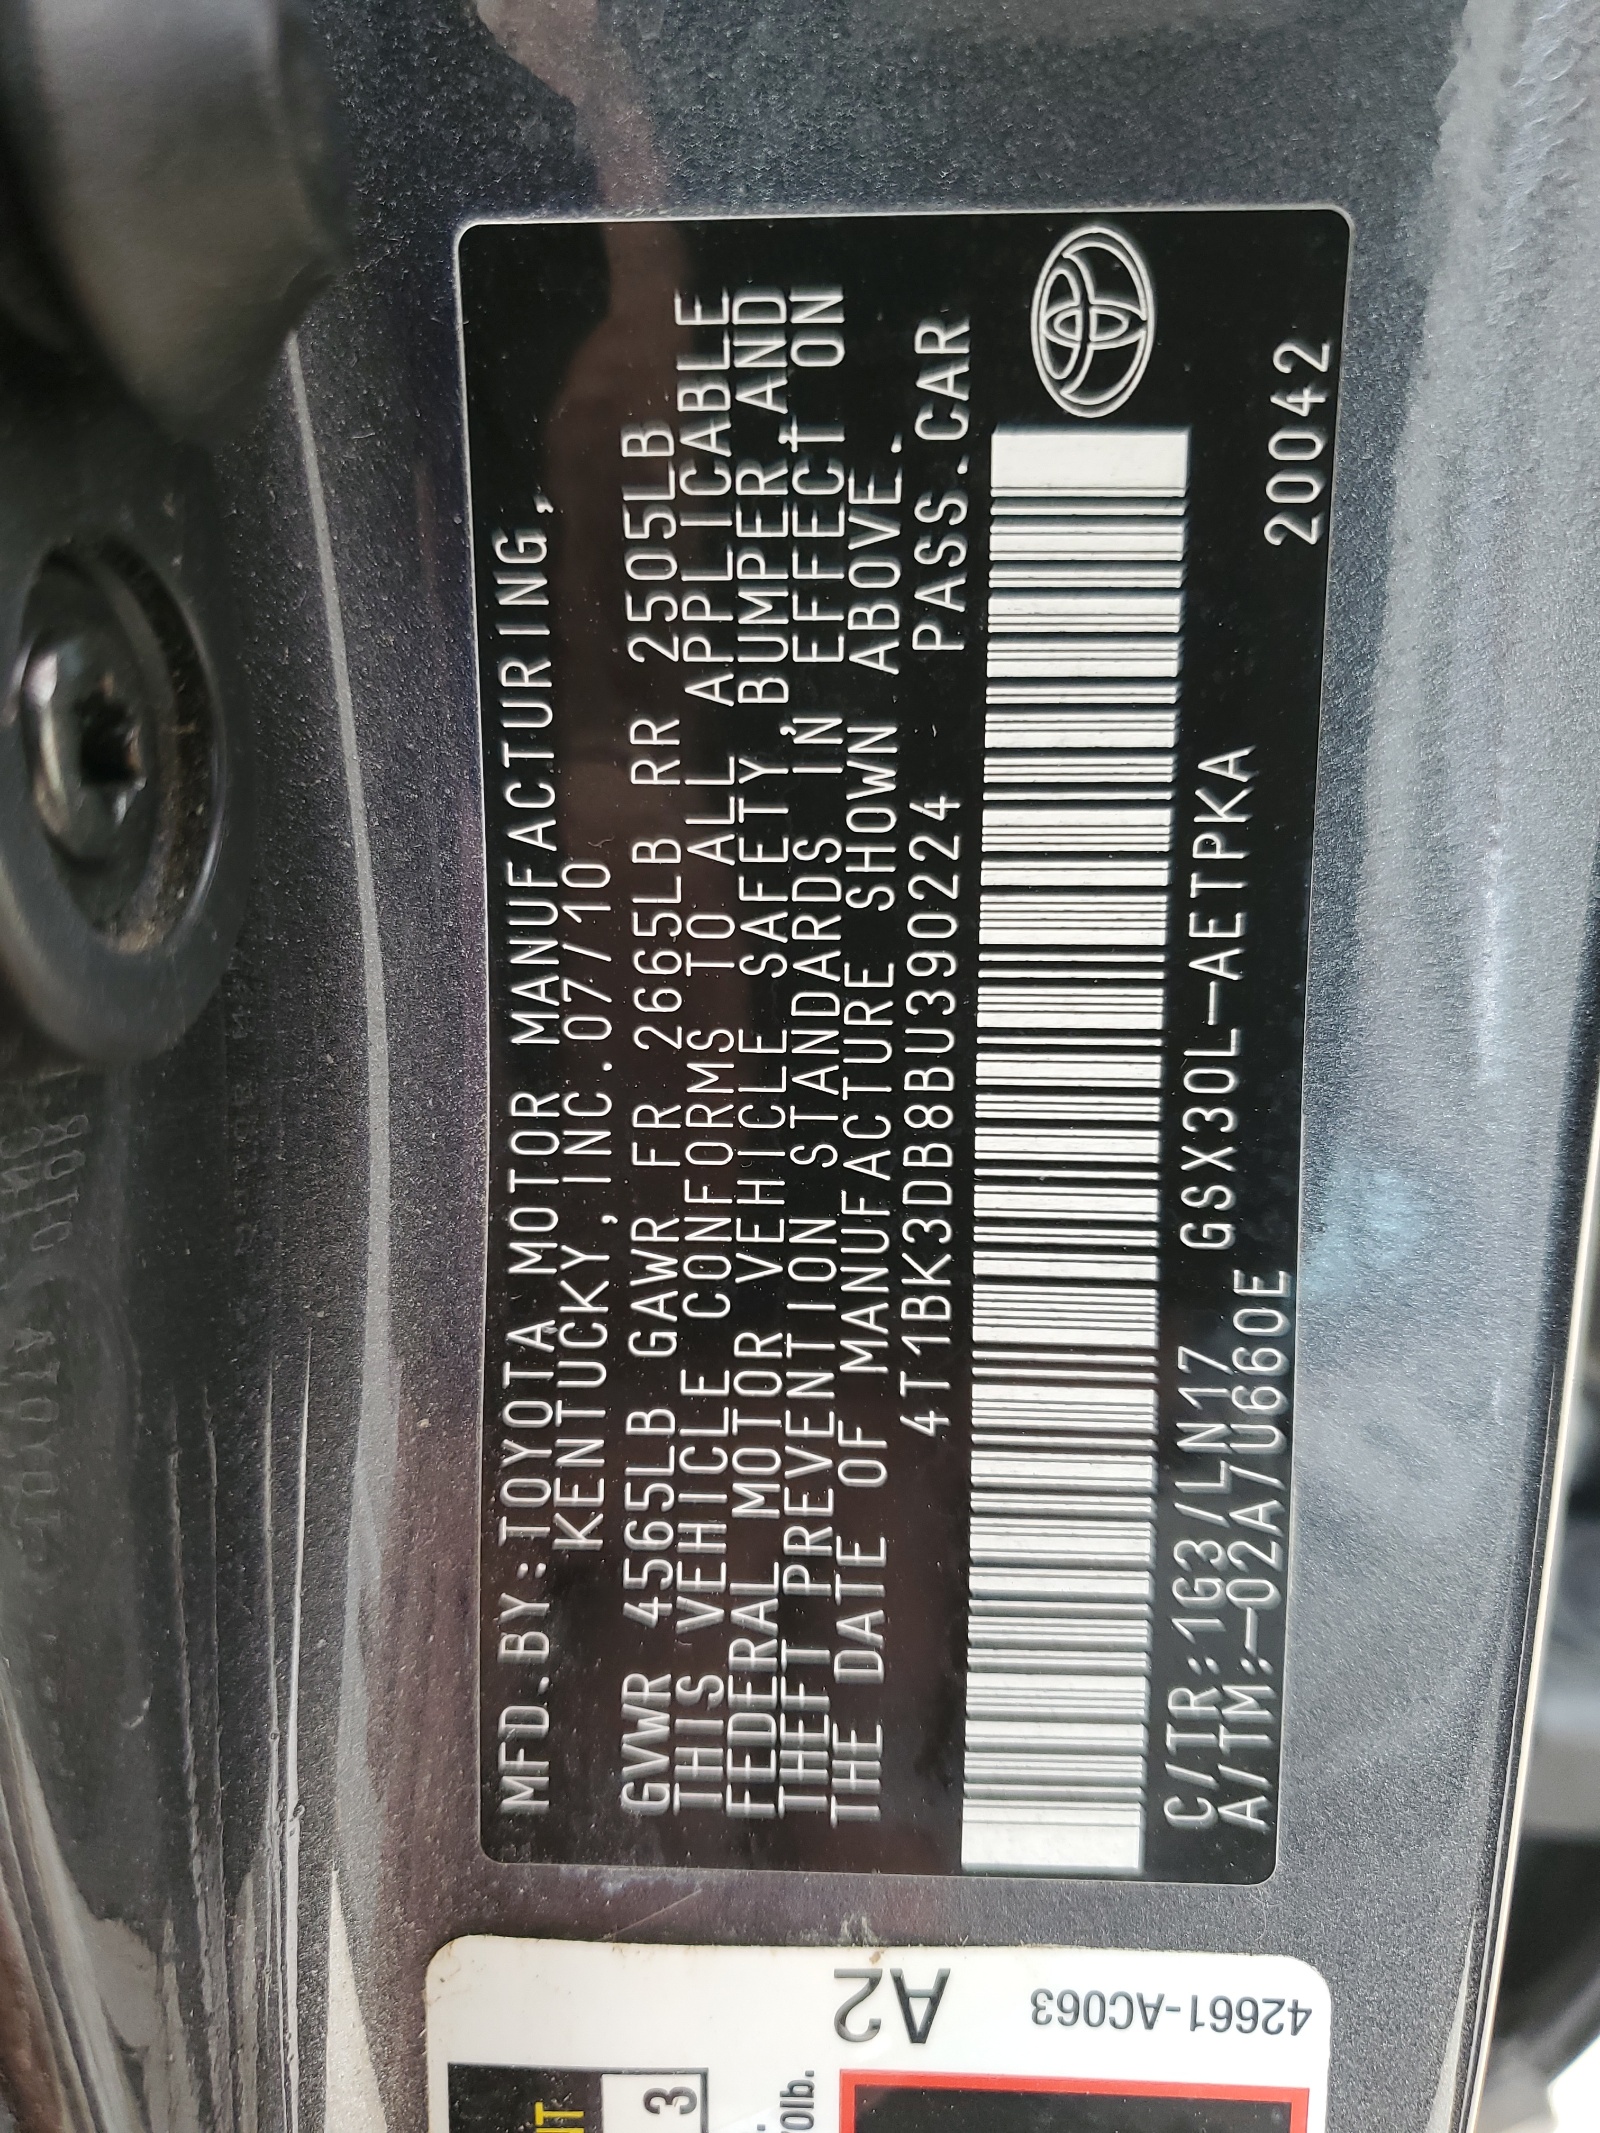 MFD.BY:TOYOTA MOTOR MANUFACTURING,
KENTUCKY,INC.07/10
GVWR 4565LB GAWR FR 2665LB RR 2505LB
THIS VEHICLE CONFORMS TO ALL APPLICABLE
FEDERAL MOTOR VEHICLE SAFETY,BUMPER,AND
THEFT PREVENTION STANDARDS IN EFFECT ON
THE DATE OF MANUFACTURE SHOWN ABOVE.
4T1BK3DB8BU390224 PASS.CAR
C/TR:1G3/LN17 GSX30L-AETPKA
A/TM:-02A/U660E 20042
A2
42661-AC063
3